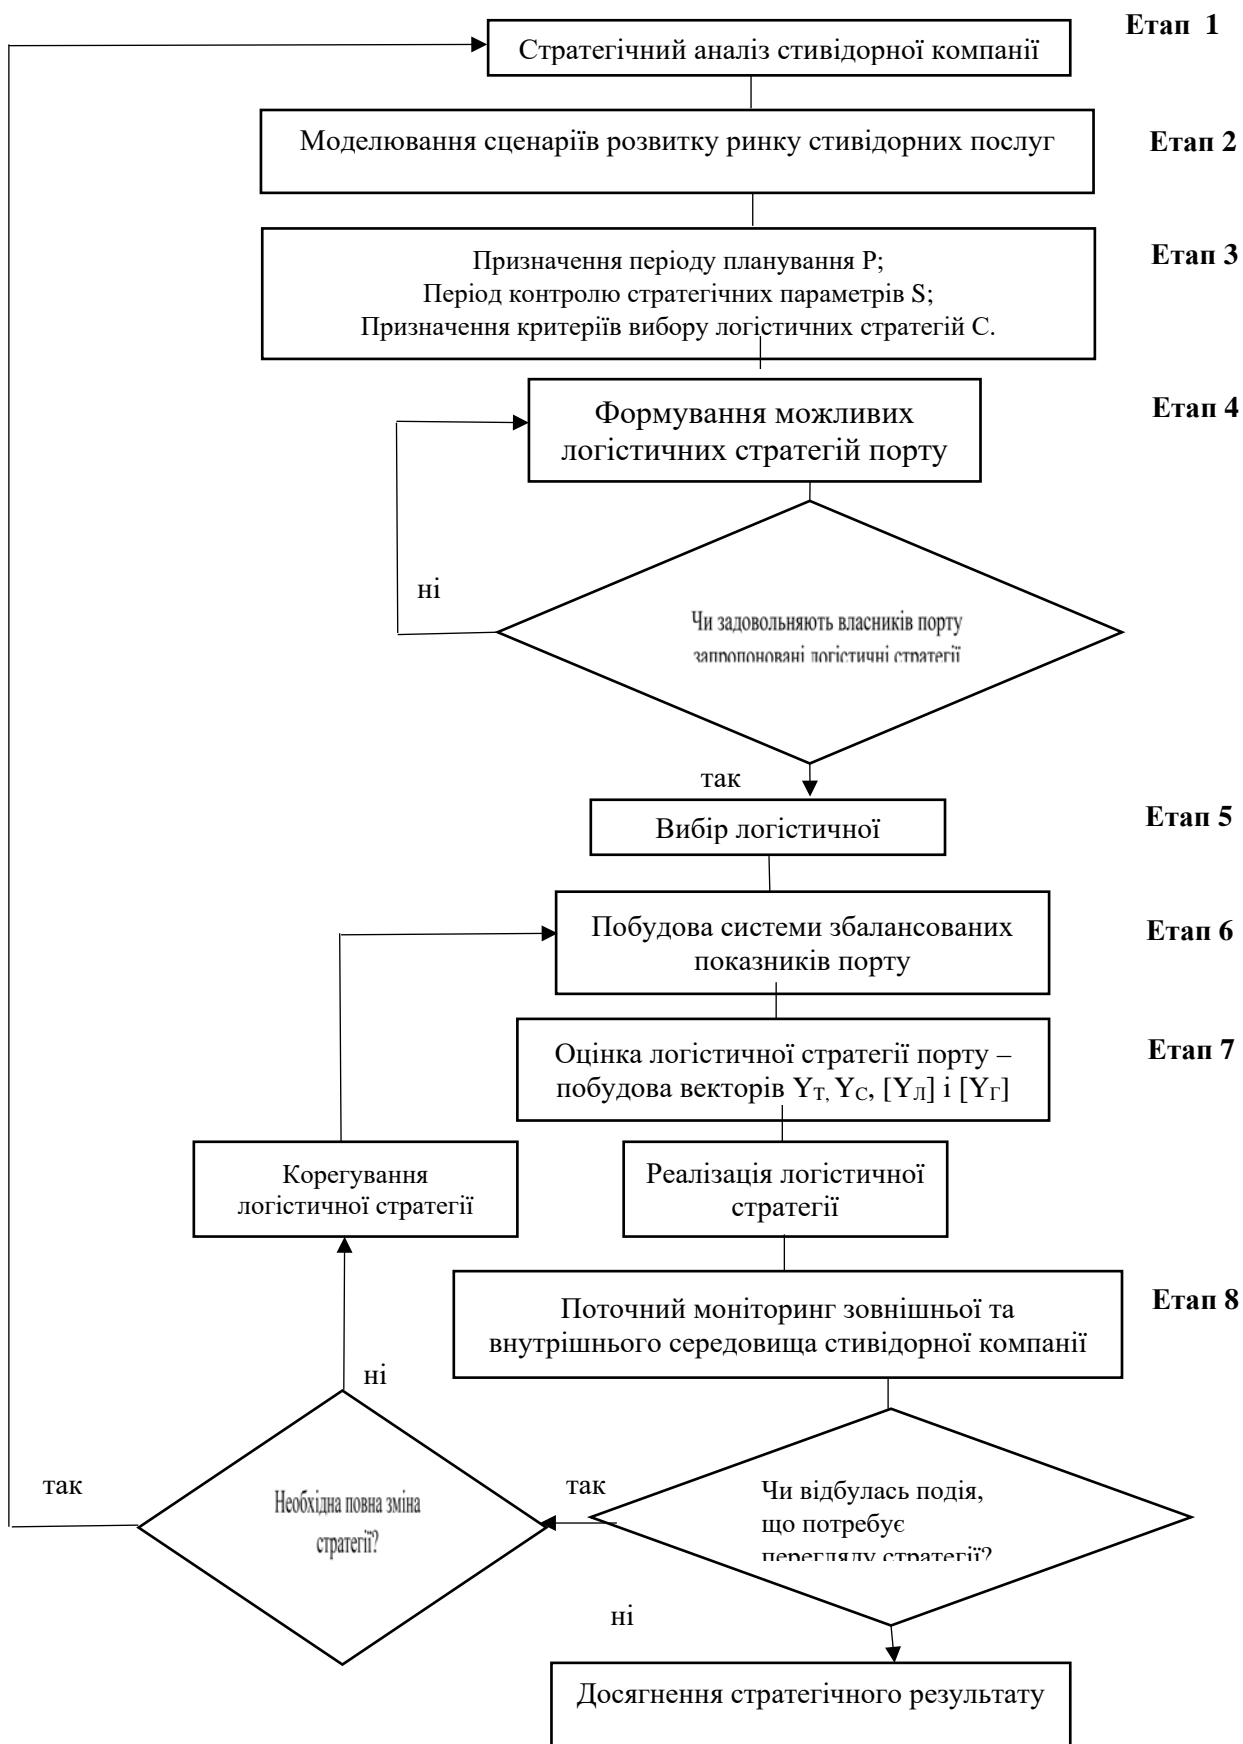 Етап 1
Стратегічний аналіз стивідорної компанії
Моделювання сценаріїв розвитку ринку стивідорних послуг
Етап 2
Призначення періоду планування Р;
Період контролю стратегічних параметрів S;
Призначення критеріїв вибору логістичних стратегій С.
Етап 3
Формування можливих
логістичних стратегій порту
Етап 4
ні
Чи задовольняють власників порту
запропоновані логістичні стратегії
так
Вибір логістичної
Етап 5
Побудова системи збалансованих
показників порту
Етап 6
Оцінка логістичної стратегії порту –
побудова векторів YТ, YС, [YЛ] і [YГ]
Етап 7
Корегування
логістичної стратегії
Реалізація логістичної
стратегії
Поточний моніторинг зовнішньої та
внутрішнього середовища стивідорної компанії
Етап 8
ні
так
Необхідна повна зміна
стратегії?
так
Чи відбулась подія,
що потребує
перегляду стратегії?
ні
Досягнення стратегічного результату